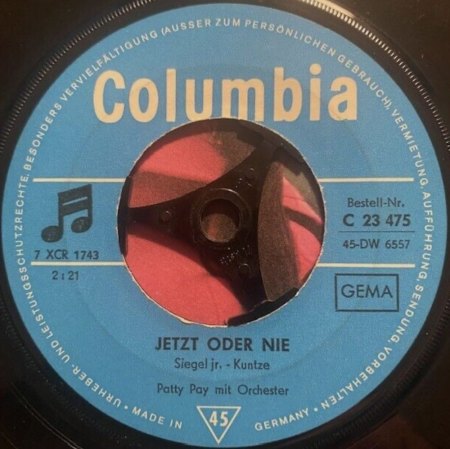 URHEBER- UND LEISTUNGSSCHUTZRECHTE, BESONDERS VERVIELFÄLTIGUNG (AUSSER ZUM PERSÖNLICHEN GEBRAUCH), VERMIETUNG, AUFFÜHRUNG, SENDUNG, VORBEHALTEN
Columbia
7 XCR 1743
2:21
Bestell-Nr.
C 23 475
45-DW 6557
GEMA
JETZT ODER NIE
Siegel jr. - Kuntze
Patty Pay mit Orchester
MADE IN
45
GERMANY